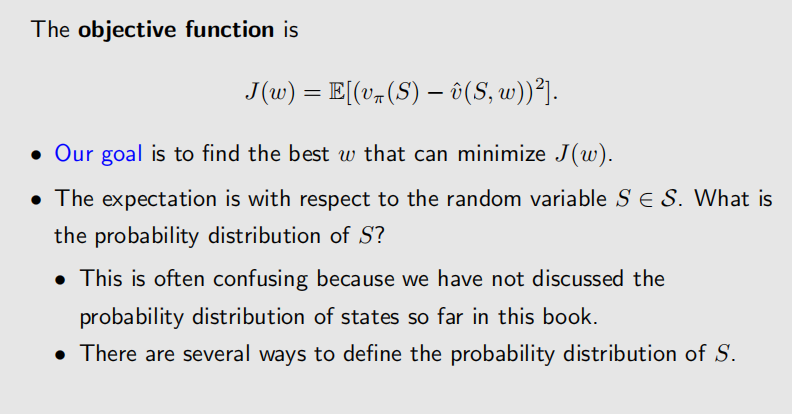 The objective function is
J(w) = 𝔼[(v_π(S) − v̂(S, w))²].
• Our goal is to find the best w that can minimize J(w).
• The expectation is with respect to the random variable S ∈ 𝒮. What is
the probability distribution of S?
• This is often confusing because we have not discussed the
probability distribution of states so far in this book.
• There are several ways to define the probability distribution of S.